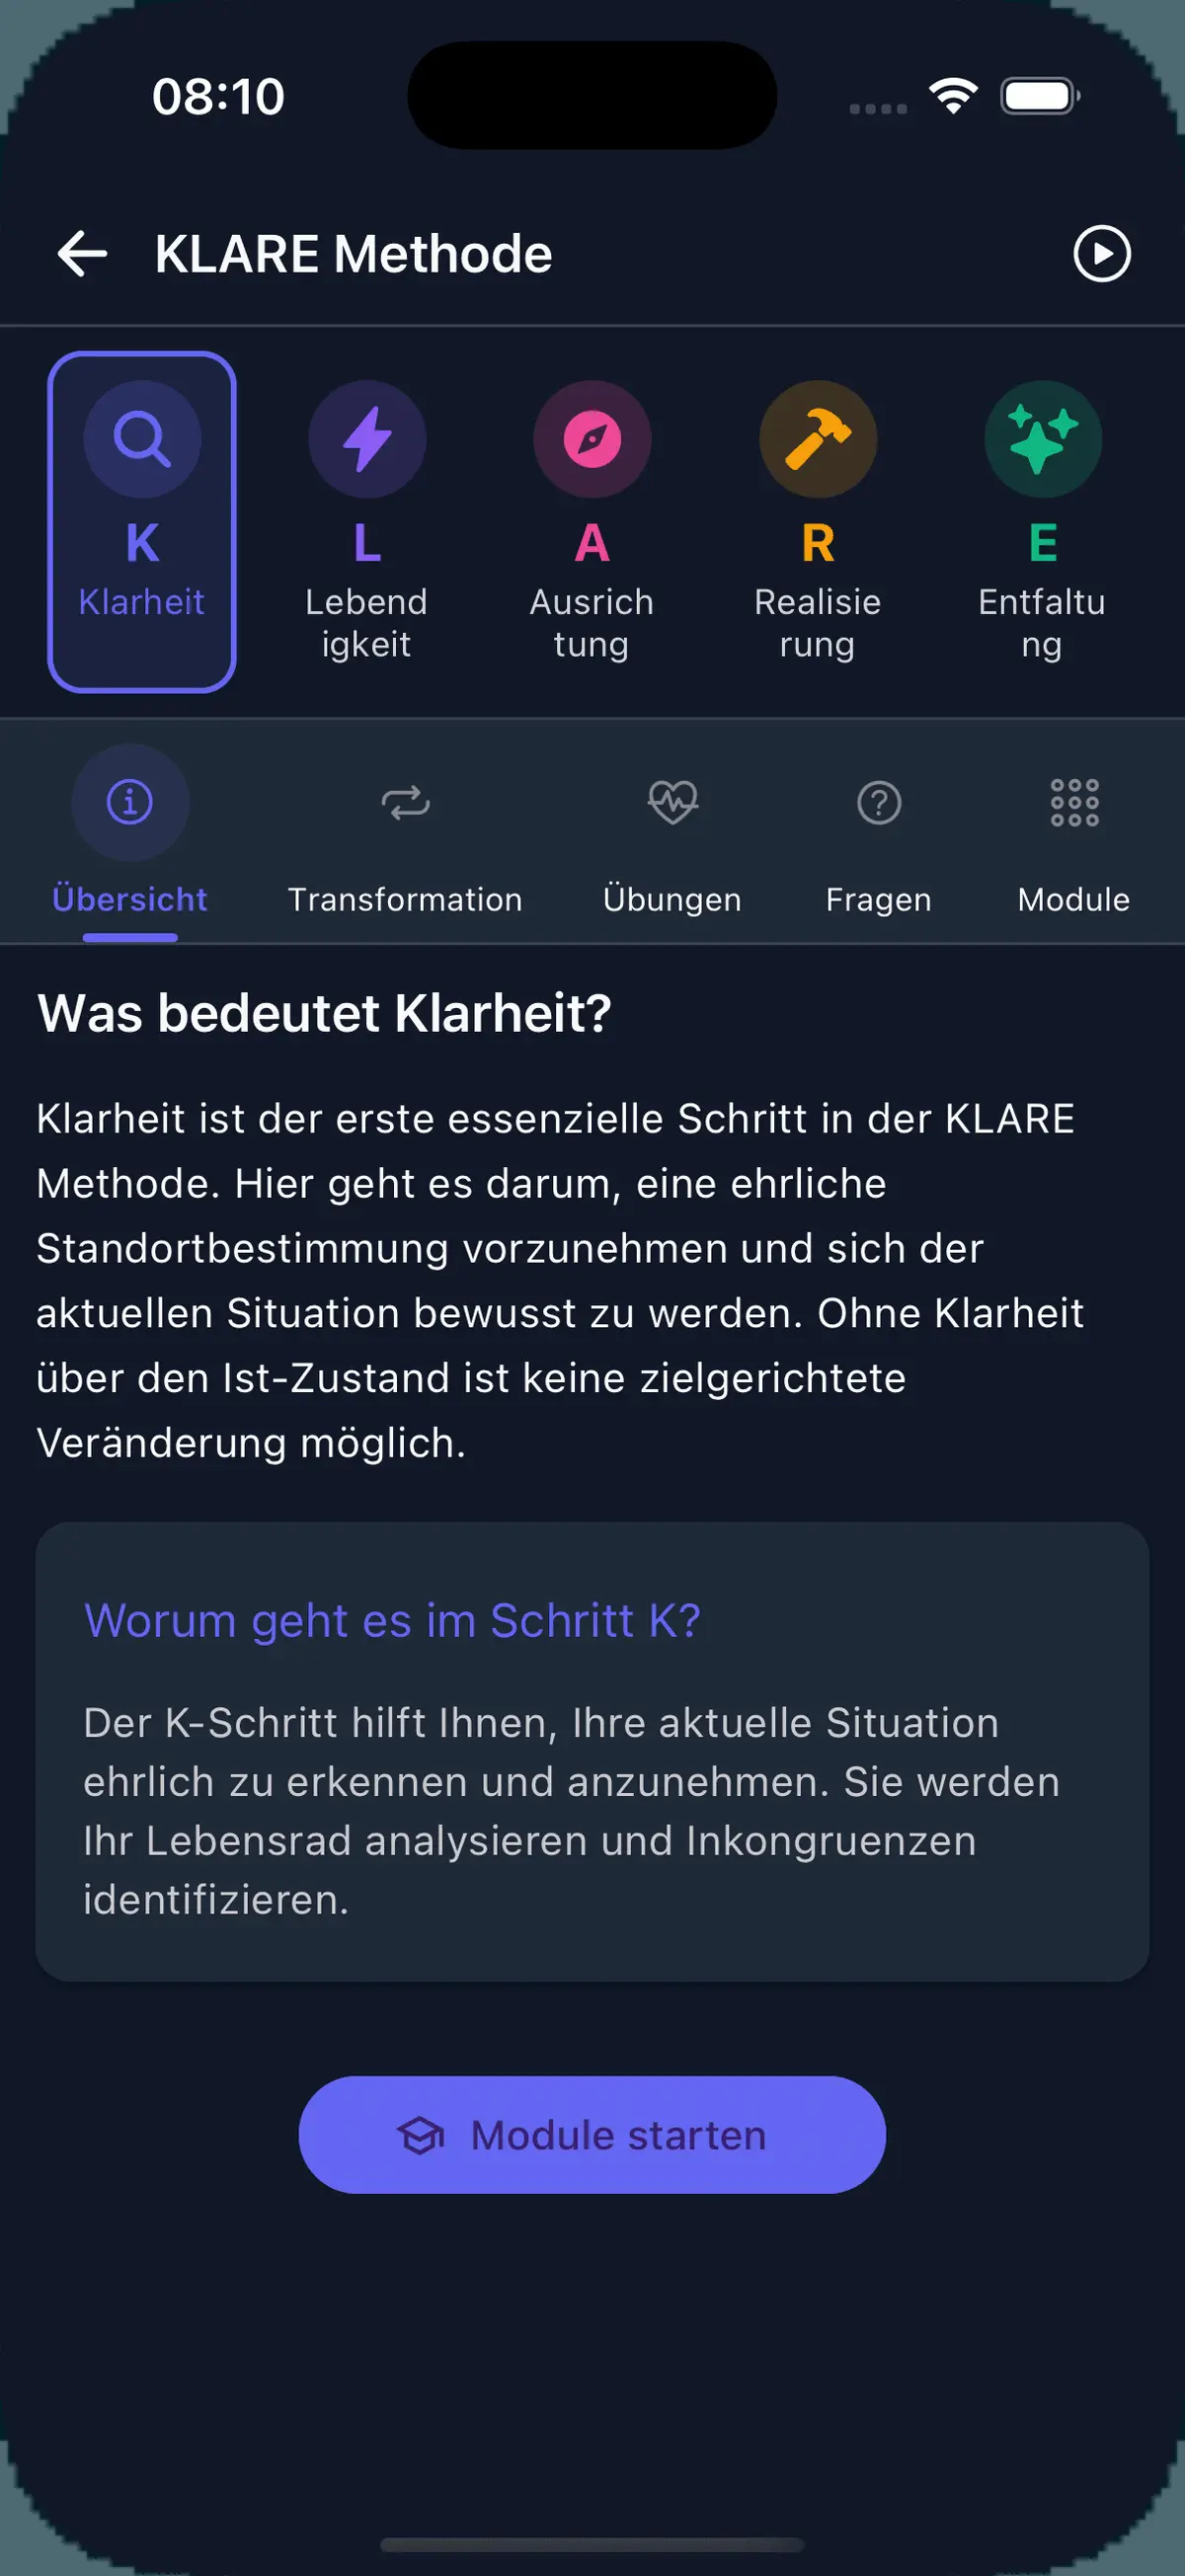 08:10
KLARE Methode
K
Klarheit
L
Lebend
igkeit
A
Ausrich
tung
R
Realisie
rung
E
Entfaltu
ng
Übersicht
Transformation
Übungen
Fragen
Module
Was bedeutet Klarheit?
Klarheit ist der erste essenzielle Schritt in der KLARE
Methode. Hier geht es darum, eine ehrliche
Standortbestimmung vorzunehmen und sich der
aktuellen Situation bewusst zu werden. Ohne Klarheit
über den Ist-Zustand ist keine zielgerichtete
Veränderung möglich.
Worum geht es im Schritt K?
Der K-Schritt hilft Ihnen, Ihre aktuelle Situation
ehrlich zu erkennen und anzunehmen. Sie werden
Ihr Lebensrad analysieren und Inkongruenzen
identifizieren.
Module starten